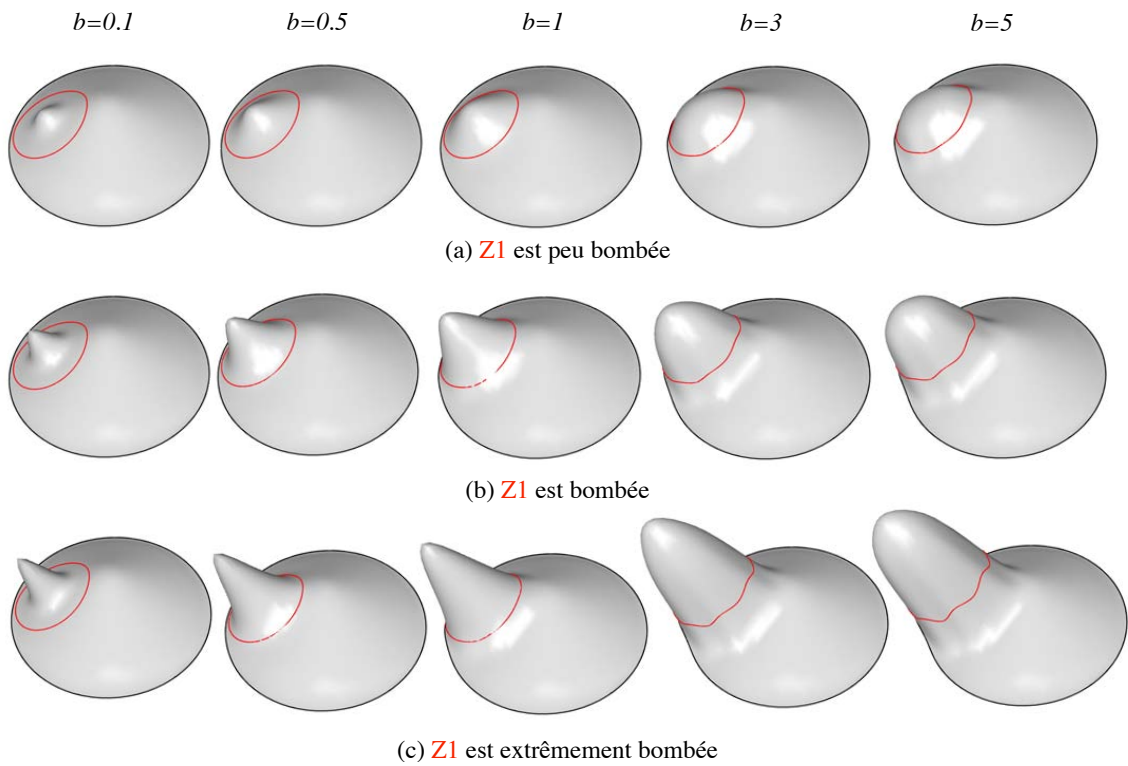 b=0.1 b=0.5 b=1 b=3 b=5
(a) Z1 est peu bombée
(b) Z1 est bombée
(c) Z1 est extrêmement bombée